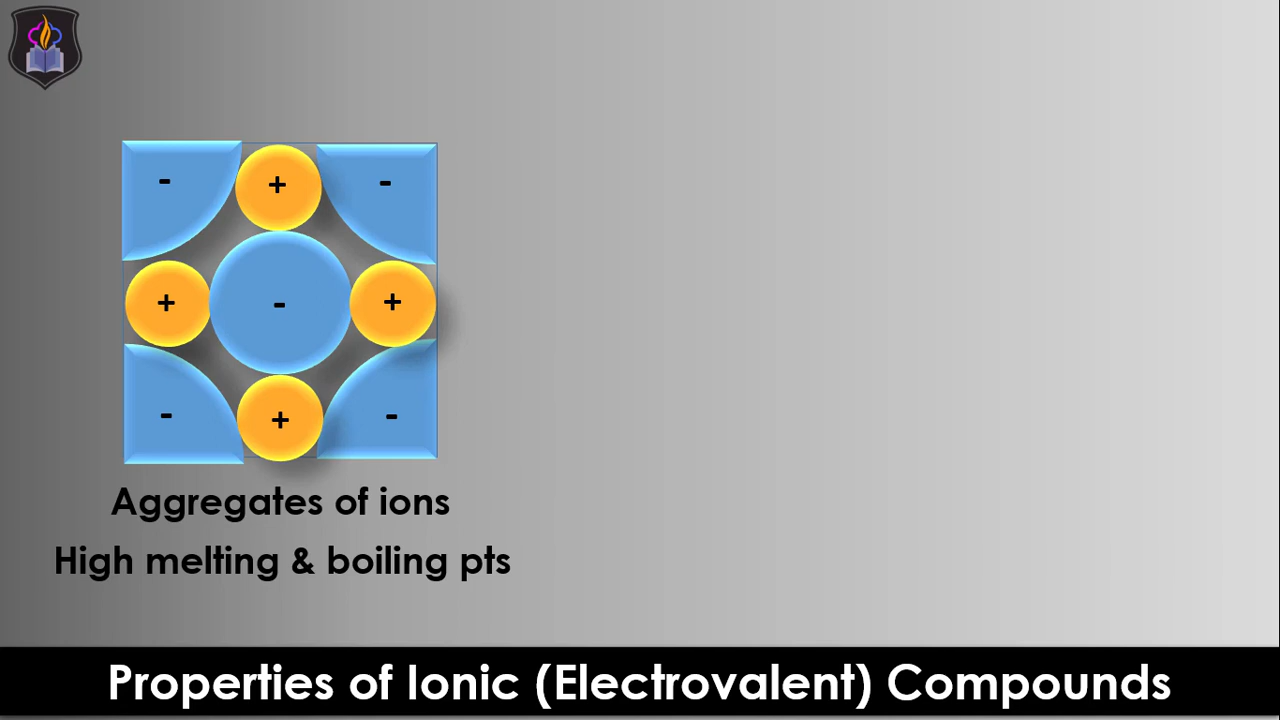 - + -
+ - +
- + -
Aggregates of ions
High melting & boiling pts
Properties of Ionic (Electrovalent) Compounds